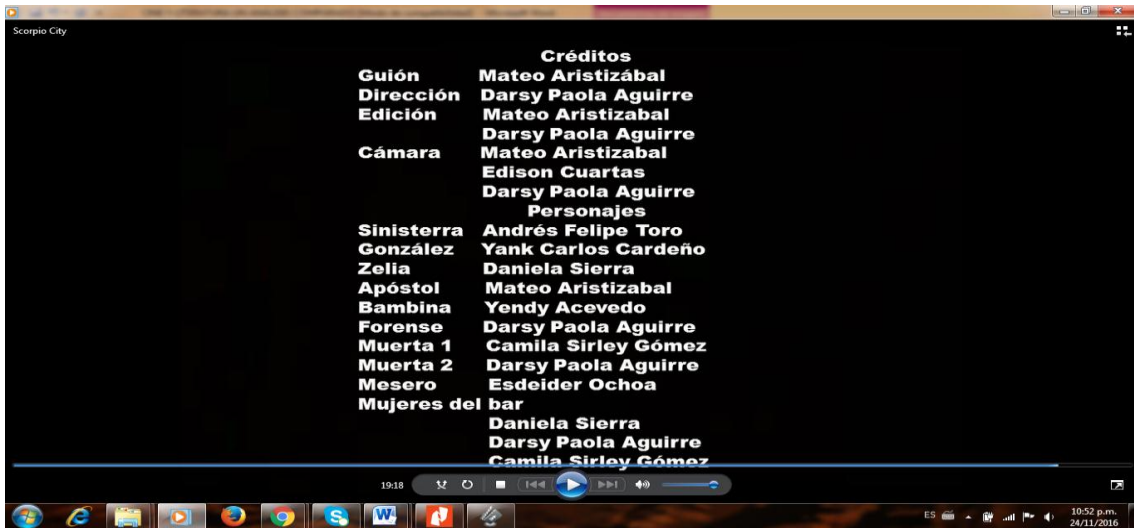 Scorpio City
Créditos
Guión Mateo Aristizábal
Dirección Darsy Paola Aguirre
Edición Mateo Aristizabal
Darsy Paola Aguirre
Cámara Mateo Aristizabal
Edison Cuartas
Darsy Paola Aguirre
Personajes
Sinisterra Andrés Felipe Toro
González Yank Carlos Cardeño
Zelia Daniela Sierra
Apóstol Mateo Aristizabal
Bambina Yendy Acevedo
Forense Darsy Paola Aguirre
Muerta 1 Camila Sirley Gómez
Muerta 2 Darsy Paola Aguirre
Mesero Esdeider Ochoa
Mujeres del bar
Daniela Sierra
Darsy Paola Aguirre
Camila Sirley Gómez
19:18
ES
10:52 p.m.
24/11/2016